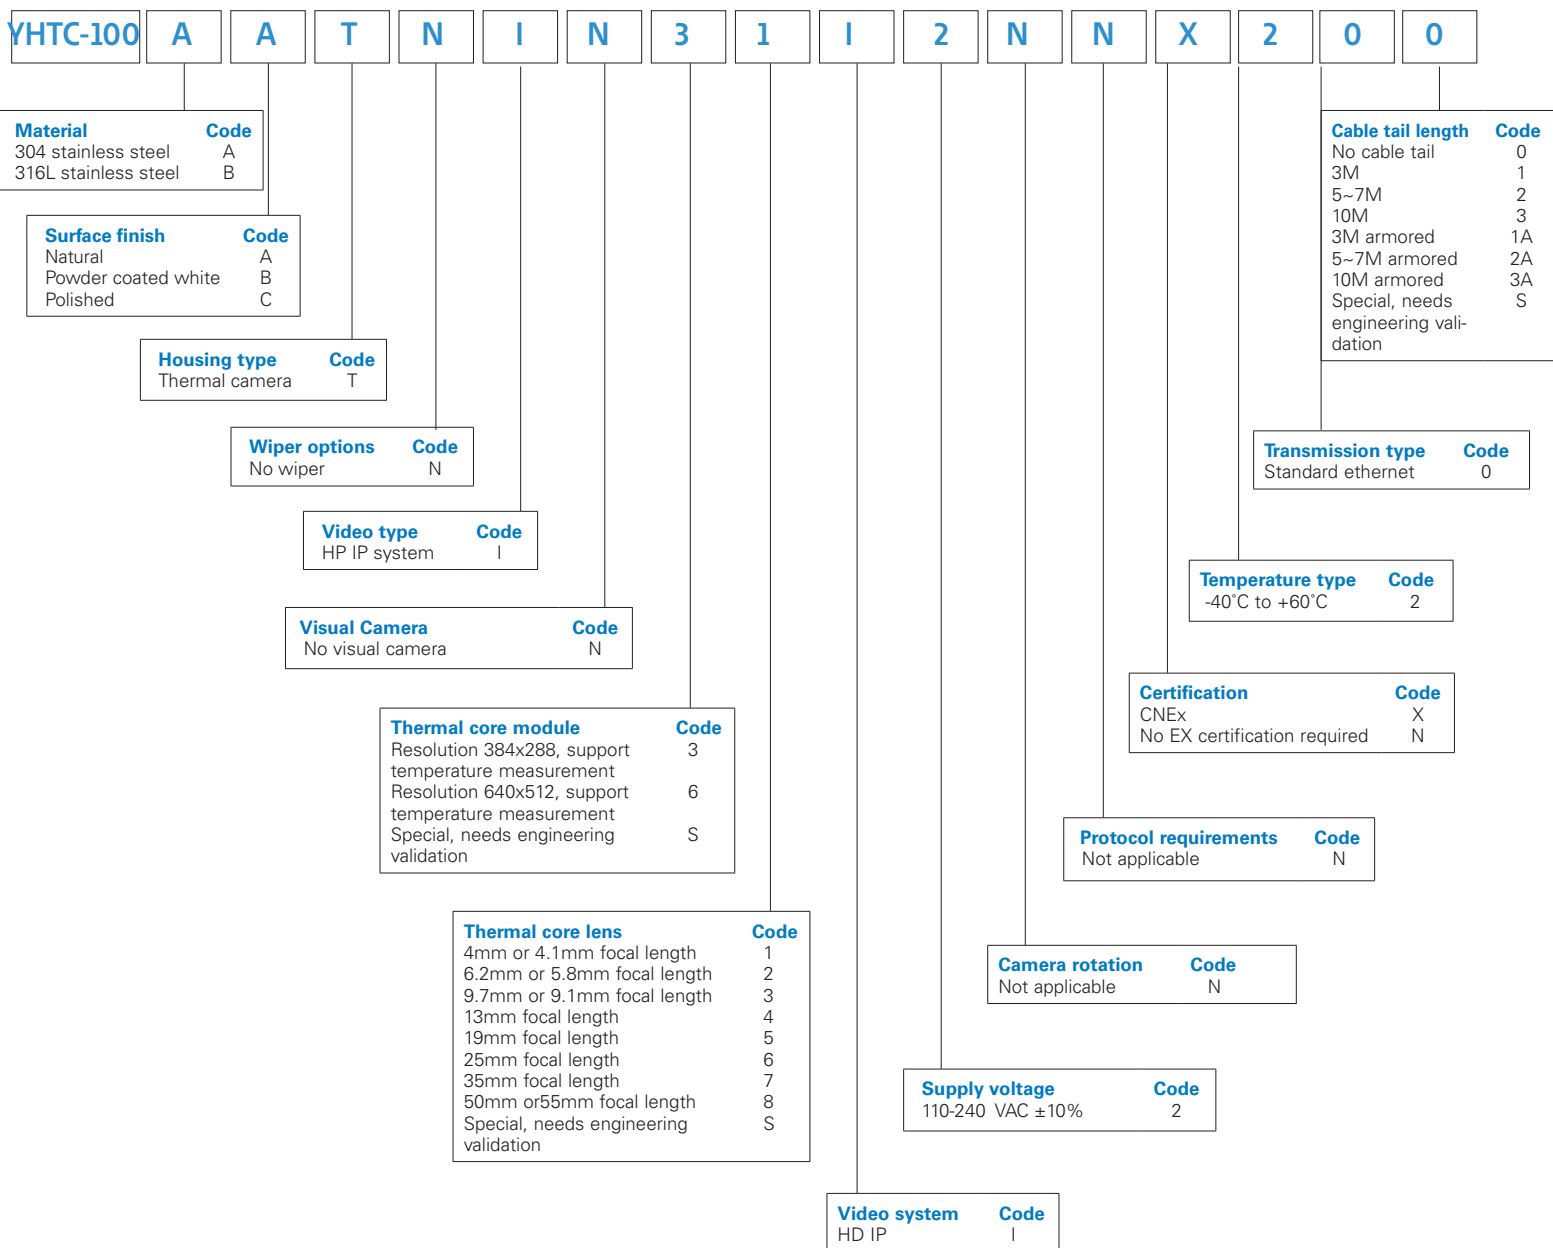 YHTC-100 A A T N I N 3 1 I 2 N N X 2 0 0
Material Code
304 stainless steel A
316L stainless steel B
Surface finish Code
Natural A
Powder coated white B
Polished C
Housing type Code
Thermal camera T
Wiper options Code
No wiper N
Video type Code
HP IP system I
Visual Camera Code
No visual camera N
Thermal core module Code
Resolution 384x288, support 3
temperature measurement
Resolution 640x512, support 6
temperature measurement
Special, needs engineering S
validation
Thermal core lens Code
4mm or 4.1mm focal length 1
6.2mm or 5.8mm focal length 2
9.7mm or 9.1mm focal length 3
13mm focal length 4
19mm focal length 5
25mm focal length 6
35mm focal length 7
50mm or55mm focal length 8
Special, needs engineering S
validation
Video system Code
HD IP I
Supply voltage Code
110-240 VAC ±10% 2
Camera rotation Code
Not applicable N
Protocol requirements Code
Not applicable N
Certification Code
CNEx X
No EX certification required N
Temperature type Code
-40˚C to +60˚C 2
Transmission type Code
Standard ethernet 0
Cable tail length Code
No cable tail 0
3M 1
5~7M 2
10M 3
3M armored 1A
5~7M armored 2A
10M armored 3A
Special, needs S
engineering vali-
dation